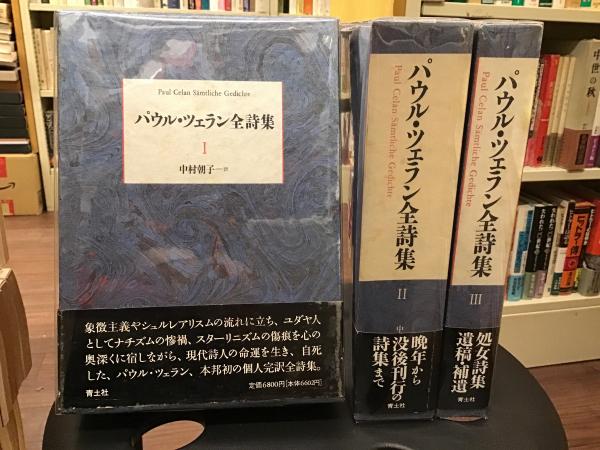 Paul Celan Sämtliche Gedichte
パウル・ツェラン全詩集
I
中村朝子―訳
象徴主義やシュルレアリスムの流れに立ち、ユダヤ人
としてナチズムの惨禍、スターリニズムの傷痕を心の
奥深くに宿しながら、現代詩人の命運を生き、自死
した、パウル・ツェラン、本邦初の個人完訳全詩集。
定価6800円[本体6602円]
青土社
パウル・ツェラン全詩集
Paul Celan Sämtliche Gedichte
II
中
晩年から
没後刊行の
詩集まで
青土社
パウル・ツェラン全詩集
Paul Celan Sämtliche Gedichte
III
処女詩集
遺稿・補遺
青土社
中世の秋